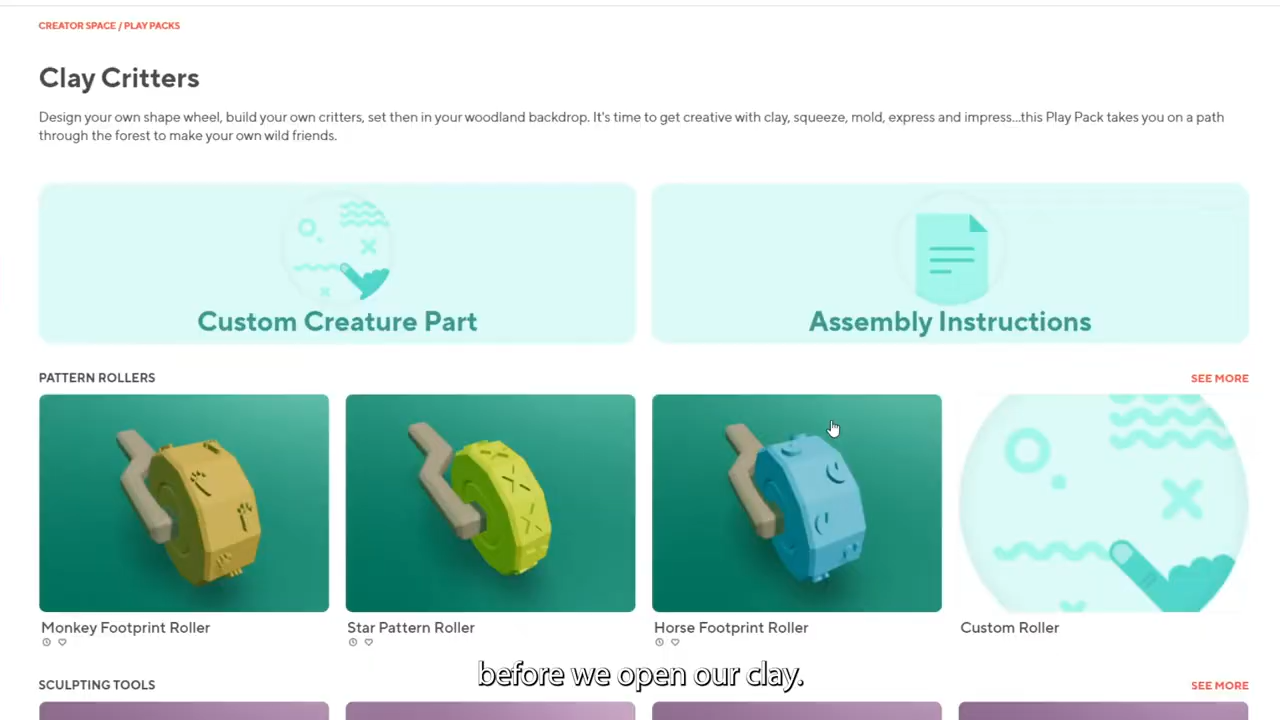 CREATOR SPACE / PLAY PACKS
Clay Critters
Design your own shape wheel, build your own critters, set then in your woodland backdrop. It's time to get creative with clay, squeeze, mold, express and impress...this Play Pack takes you on a path
through the forest to make your own wild friends.
Custom Creature Part
Assembly Instructions
PATTERN ROLLERS
SEE MORE
Monkey Footprint Roller
Star Pattern Roller
Horse Footprint Roller
Custom Roller
before we open our clay.
SCULPTING TOOLS
SEE MORE